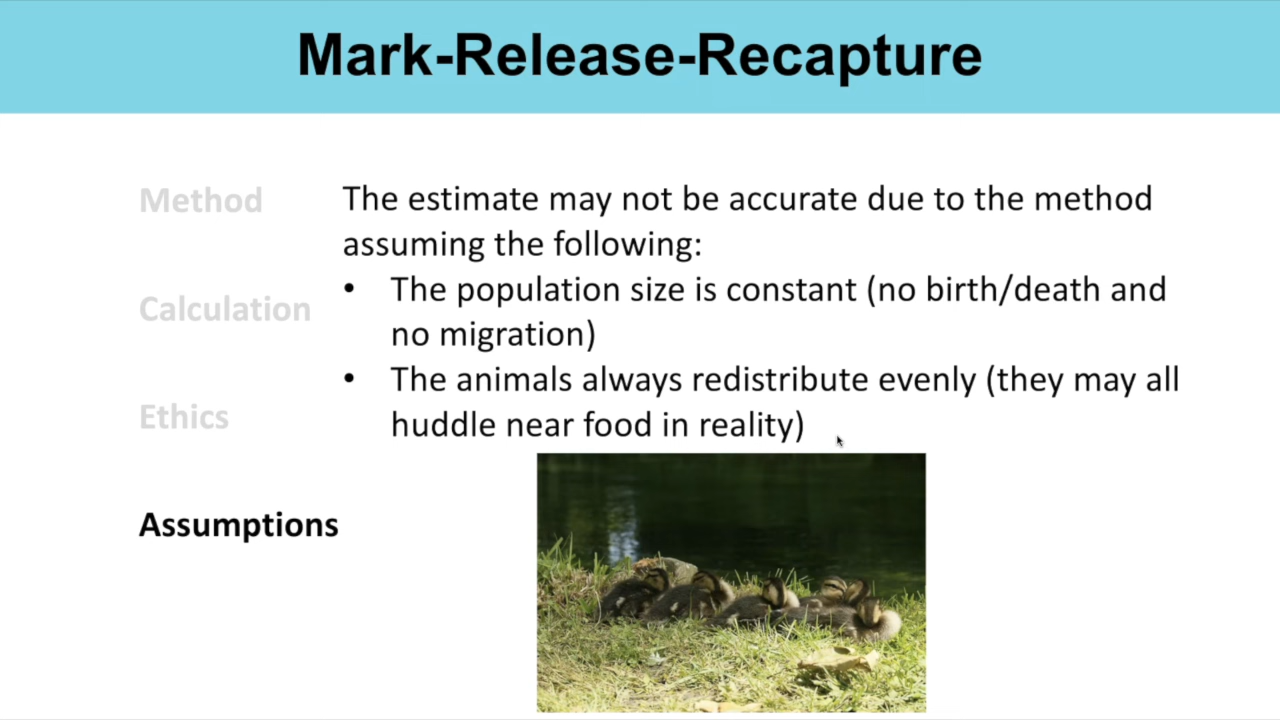 Mark-Release-Recapture
Method
The estimate may not be accurate due to the method
assuming the following:
• The population size is constant (no birth/death and
no migration)
Calculation
• The animals always redistribute evenly (they may all
huddle near food in reality)
Ethics
Assumptions